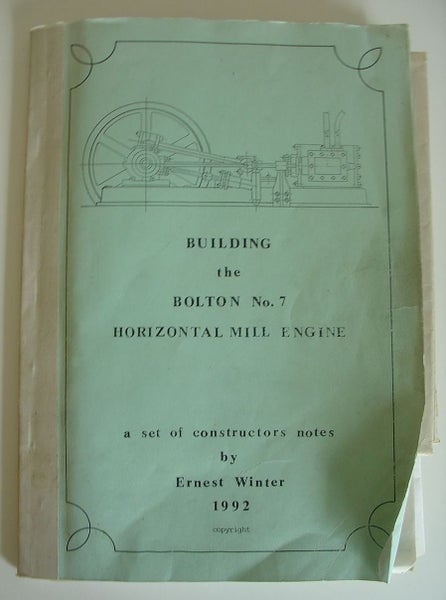 BUILDING
the
BOLTON No. 7
HORIZONTAL MILL ENGINE
a set of constructors notes
by
Ernest Winter
1992
copyright